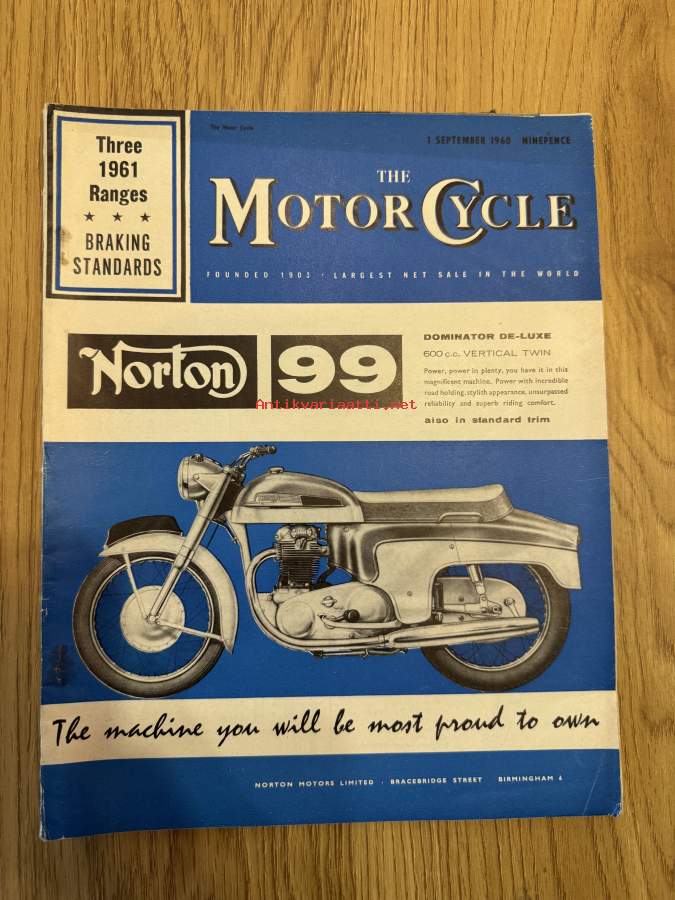 Three
1961
Ranges
★ ★ ★
BRAKING
STANDARDS
The Motor Cycle
1 SEPTEMBER 1960 NINEPENCE
THE
MOTOR CYCLE
FOUNDED 1903 · LARGEST NET SALE IN THE WORLD
Norton 99
DOMINATOR DE-LUXE
600 c.c. VERTICAL TWIN
Power, power in plenty, you have it in this
magnificent machine. Power with incredible
road holding, stylish appearance, unsurpassed
reliability and superb riding comfort.
also in standard trim
Antikvariaatti.net
The machine you will be most proud to own
NORTON MOTORS LIMITED · BRACEBRIDGE STREET BIRMINGHAM 6